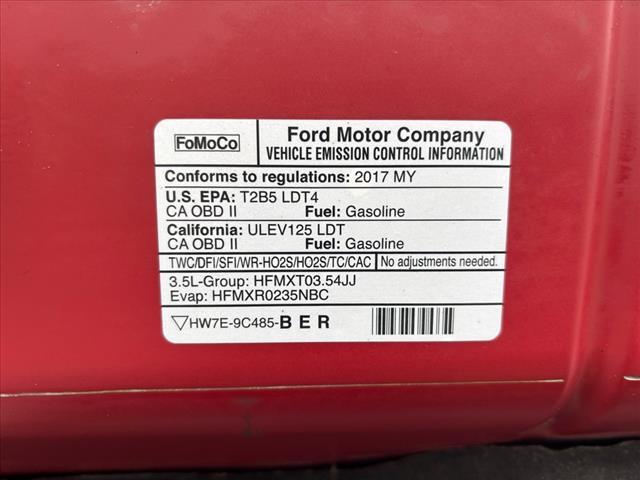 FoMoCo
Ford Motor Company
VEHICLE EMISSION CONTROL INFORMATION
Conforms to regulations: 2017 MY
U.S. EPA: T2B5 LDT4
CA OBD II Fuel: Gasoline
California: ULEV125 LDT
CA OBD II Fuel: Gasoline
TWC/DFI/SFI/WR-HO2S/HO2S/TC/CAC No adjustments needed.
3.5L-Group: HFMXT03.54JJ
Evap: HFMXR0235NBC
HW7E-9C485-BER